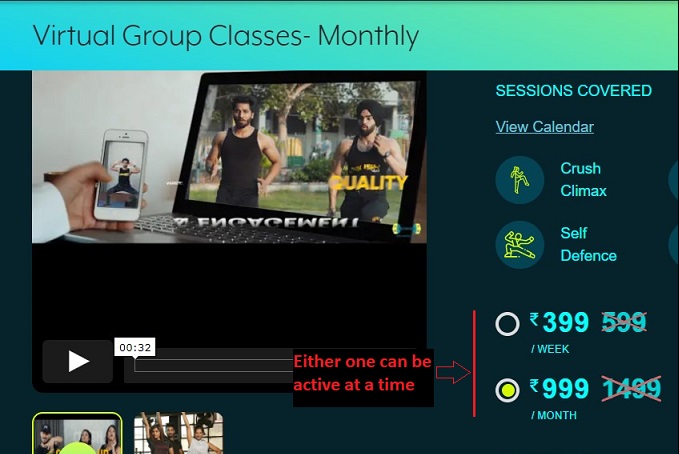 Virtual Group Classes- Monthly
SESSIONS COVERED
View Calendar
QUALITY
& ENGAGEMENT
Crush
Climax
Self
Defence
₹ 399 599
/ WEEK
00:32
Either one can be
active at a time
₹ 999 1499
/ MONTH